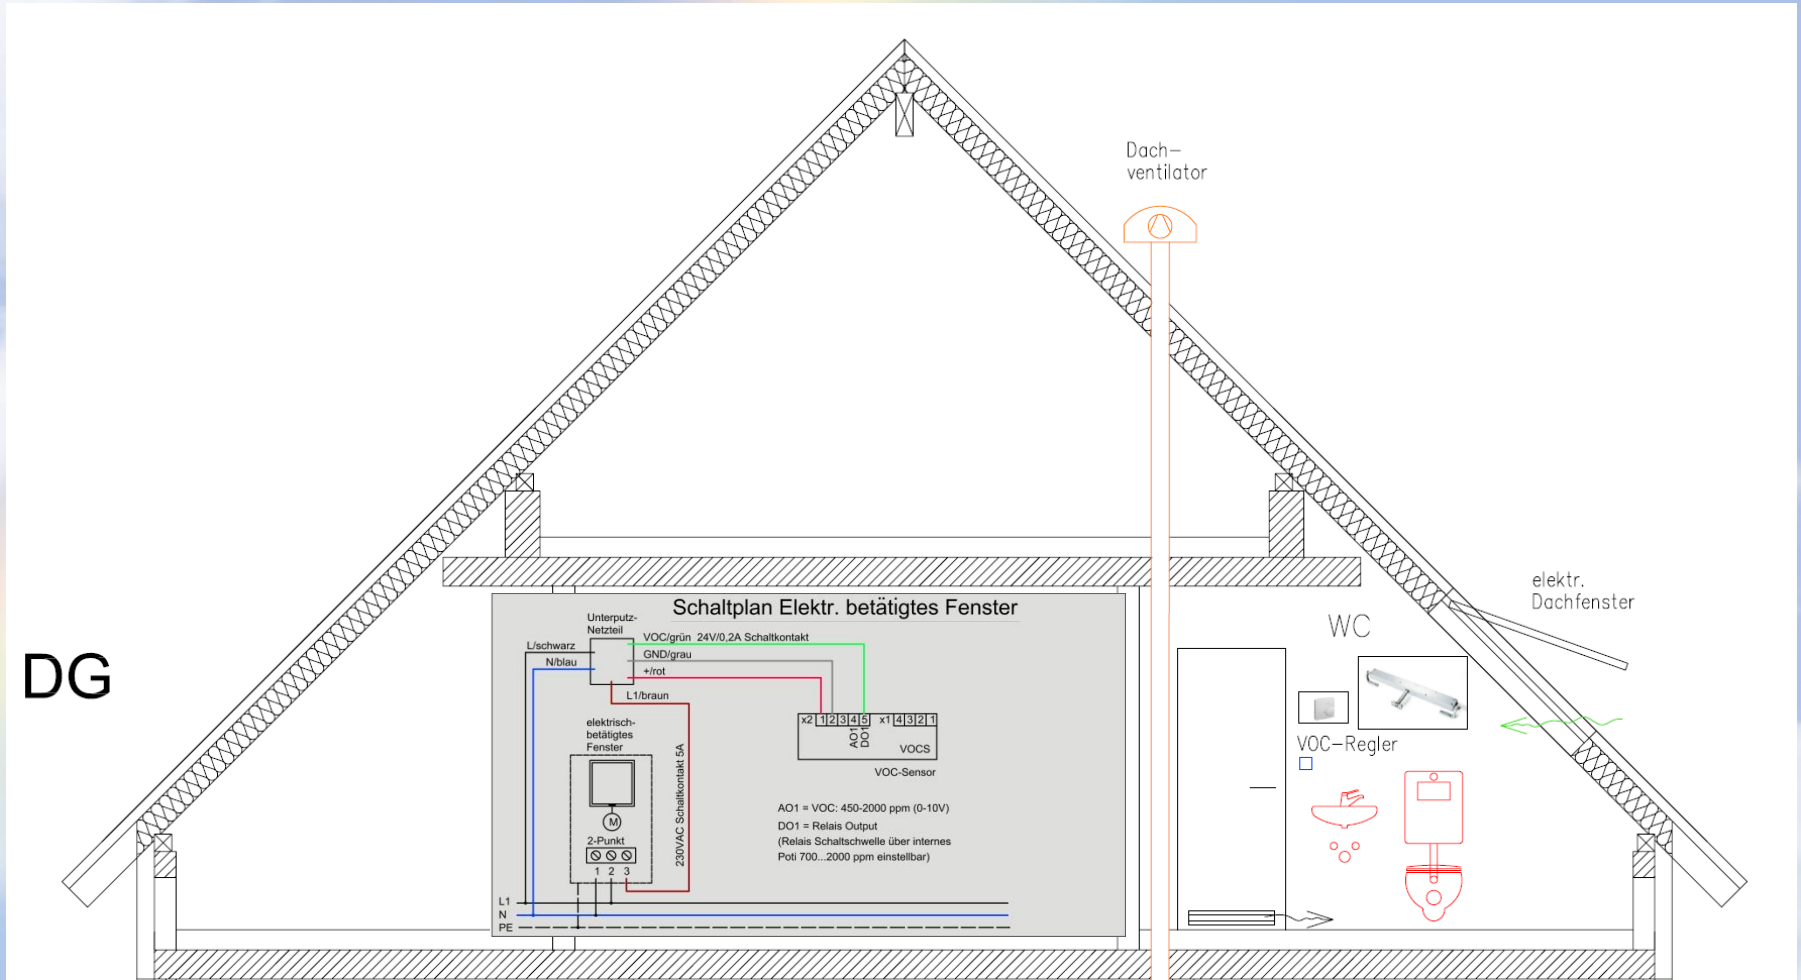 Dach-
ventilator
elektr.
Dachfenster
WC
VOC-Regler
DG
Schaltplan Elektr. betätigtes Fenster
Unterputz-
Netzteil
L/schwarz
N/blau
VOC/grün 24V/0,2A Schaltkontakt
GND/grau
+/rot
L1/braun
elektrisch-
betätigtes
Fenster
M
2-Punkt
1 2 3
230VAC Schaltkontakt 5A
x2 1 2 3 4 5 x1 4 3 2 1
AO1
DO1
VOCS
VOC-Sensor
AO1 = VOC: 450-2000 ppm (0-10V)
DO1 = Relais Output
(Relais Schaltschwelle über internes
Poti 700...2000 ppm einstellbar)
L1
N
PE